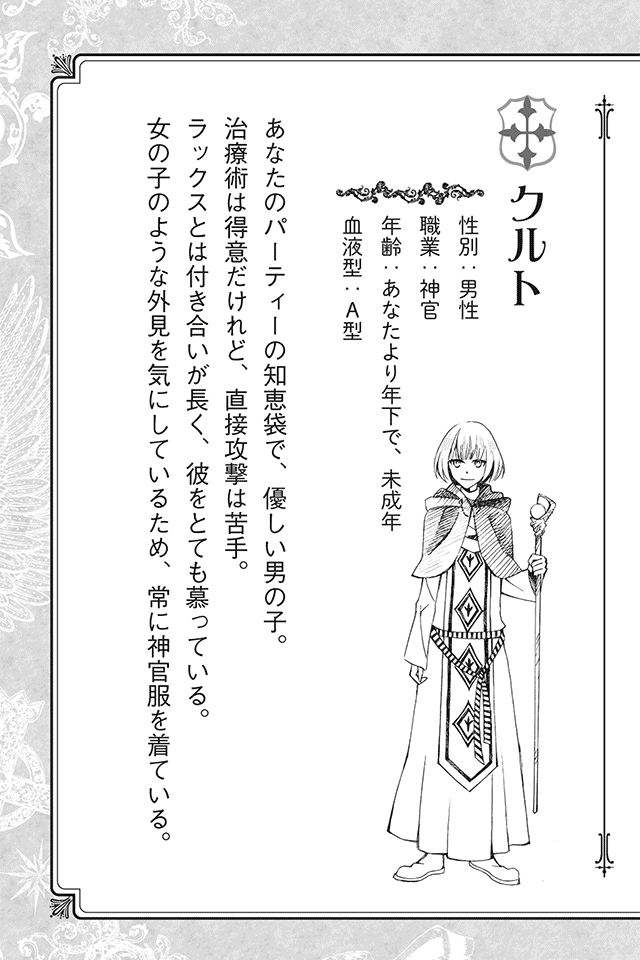 クルト
性別：男性
職業：神官
年齢：あなたより年下で、未成年
血液型：A型
あなたのパーティーの知恵袋で、優しい男の子。
治療術は得意だけれど、直接攻撃は苦手。
ラックスとは付き合いが長く、彼をとても慕っている。
女の子のような外見を気にしているため、常に神官服を着ている。